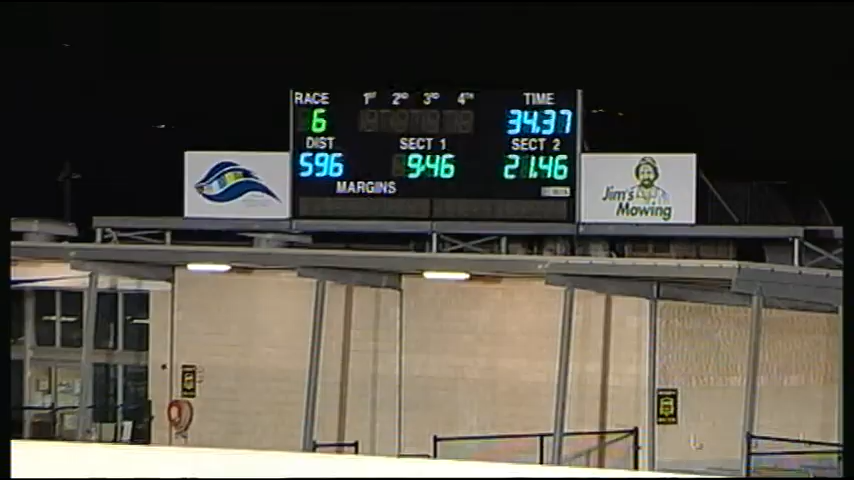 RACE 1ST 2ND 3RD 4TH TIME
6 34.37
DIST SECT 1 SECT 2
596 9.46 21.46
MARGINS
Jim's
Mowing